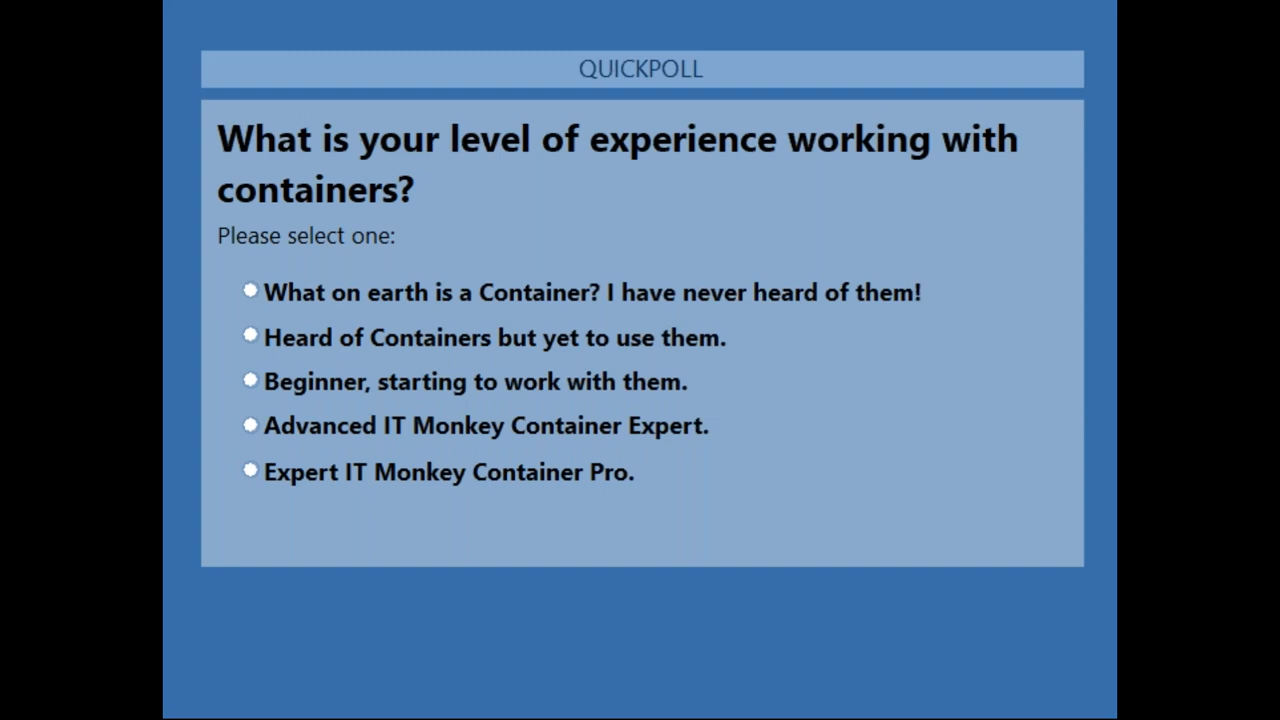 QUICKPOLL
What is your level of experience working with
containers?
Please select one:
What on earth is a Container? I have never heard of them!
Heard of Containers but yet to use them.
Beginner, starting to work with them.
Advanced IT Monkey Container Expert.
Expert IT Monkey Container Pro.